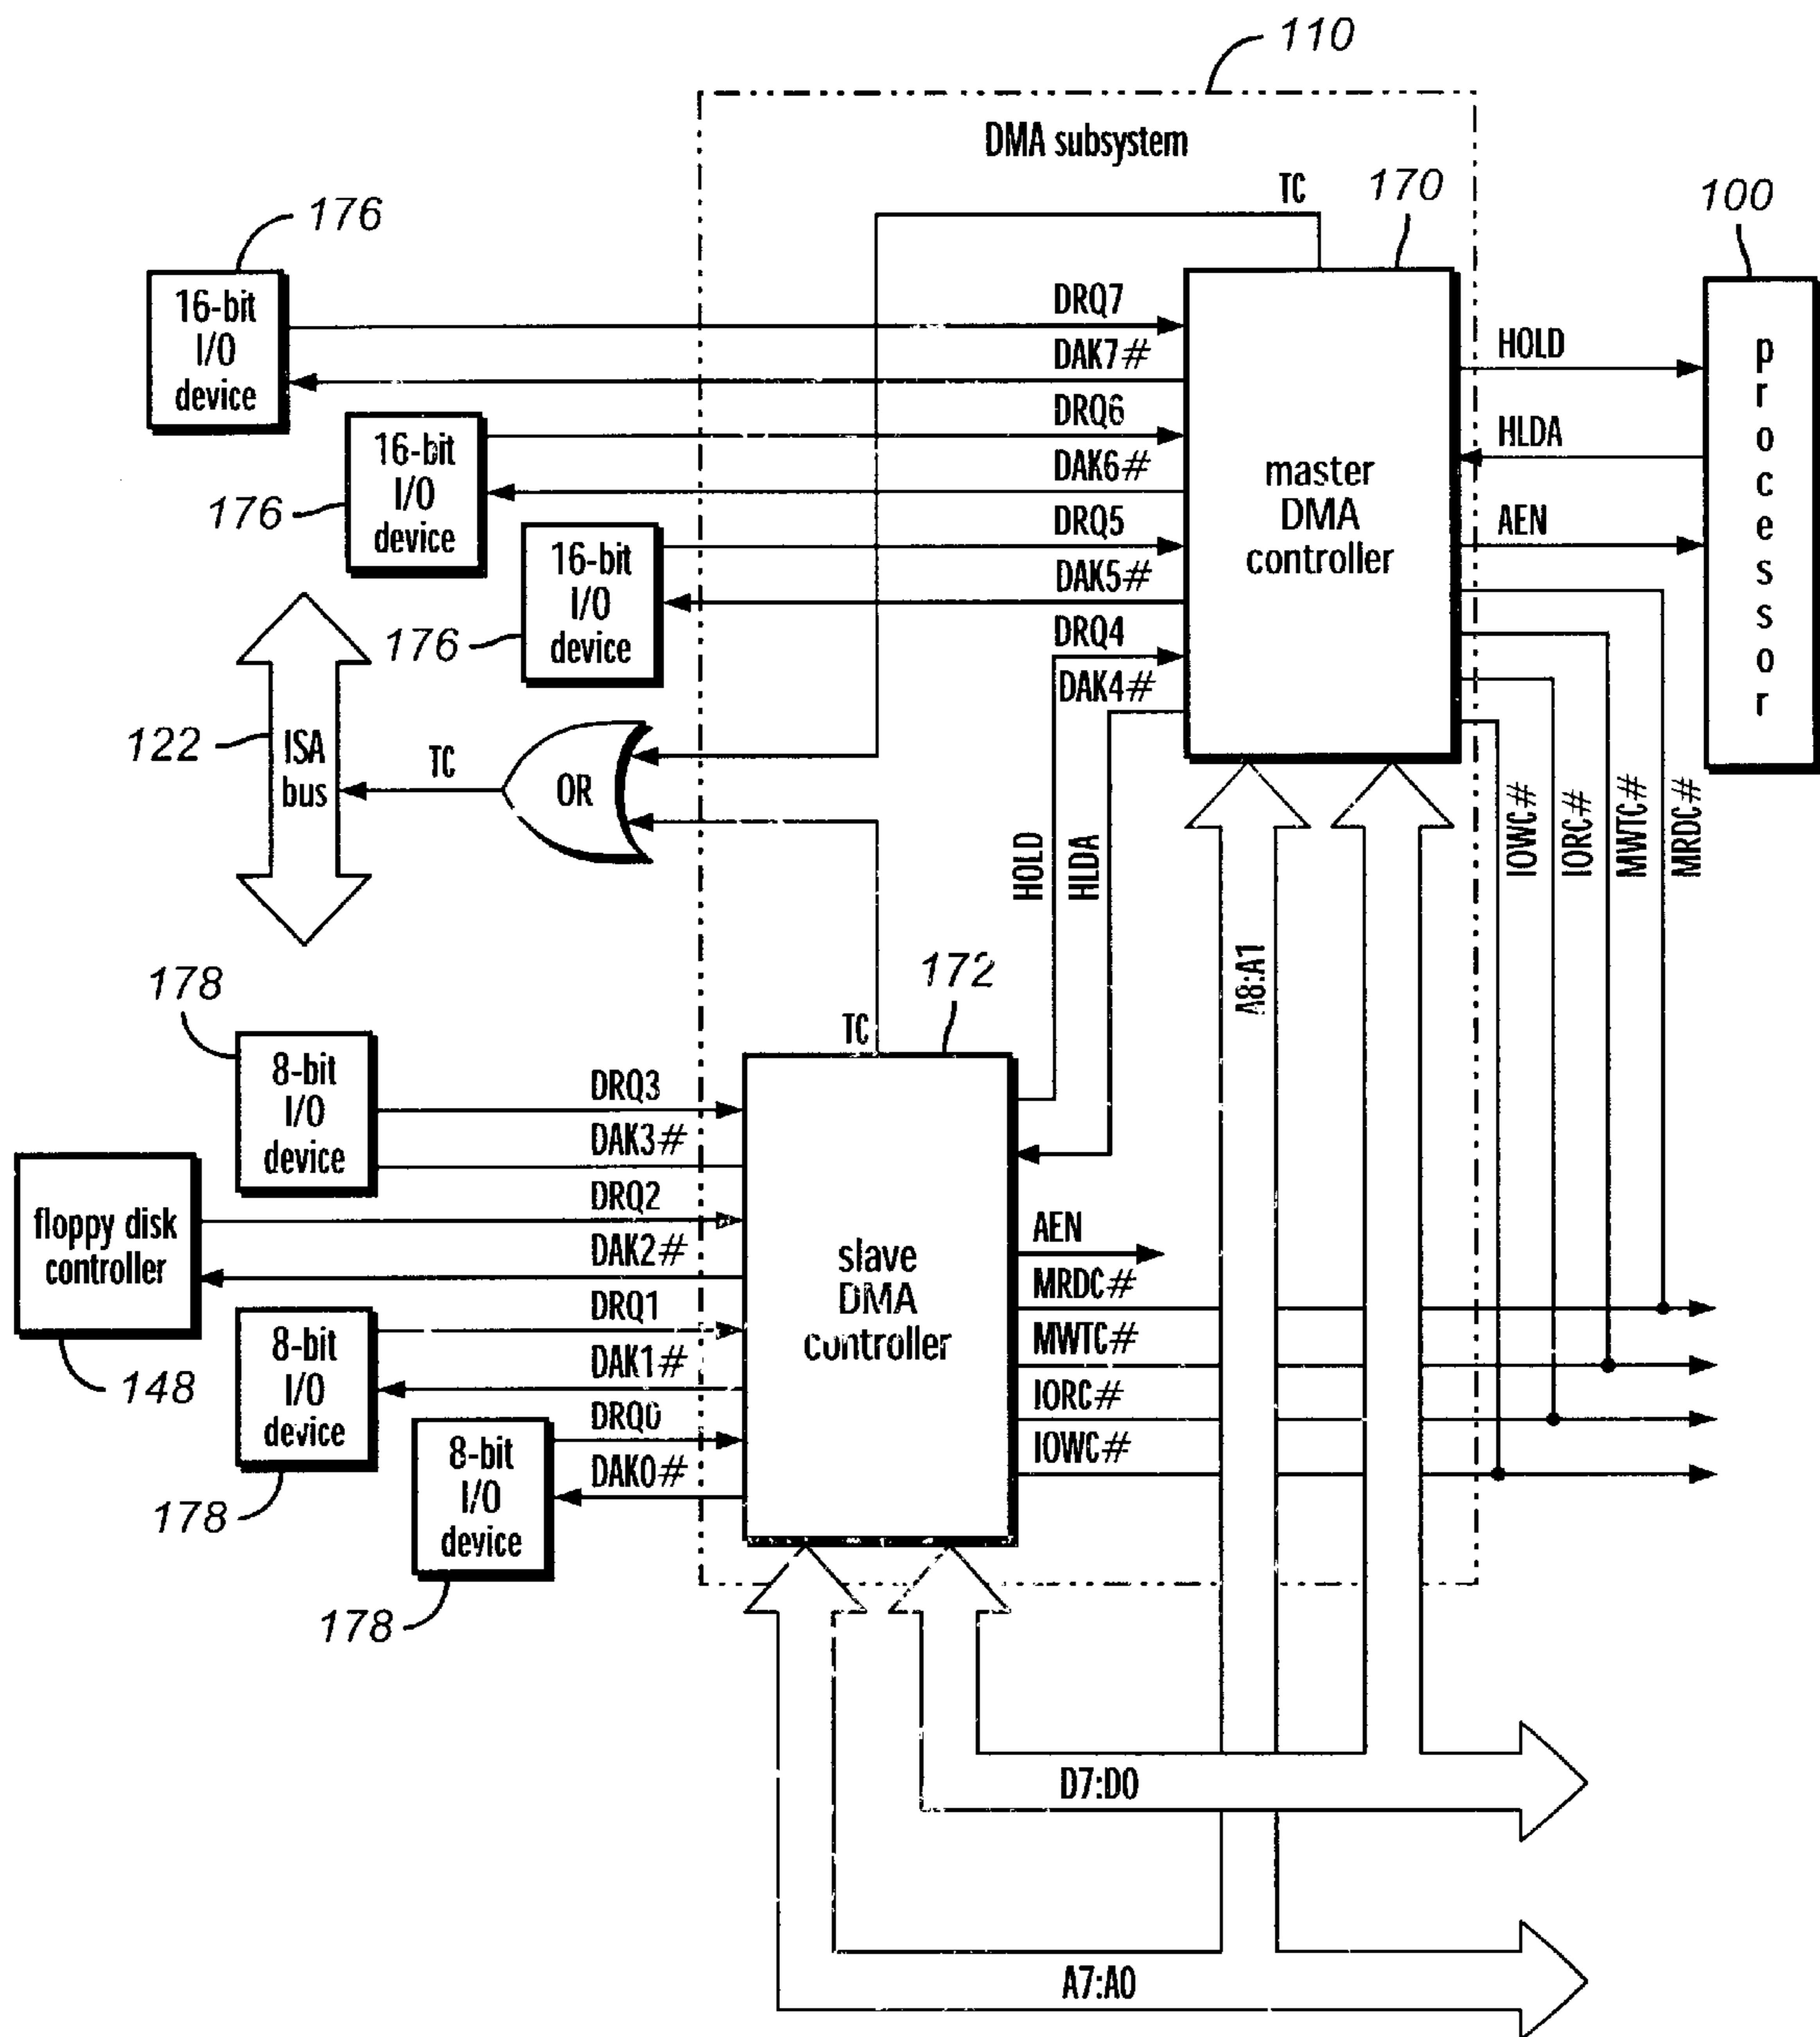 110
DMA subsystem
TC
170
100
176
16-bit
I/O
device
DRQ7
DAK7#
HOLD
processor
176
16-bit
I/O
device
DRQ6
DAK6#
HLDA
master
DMA
controller
176
16-bit
I/O
device
DRQ5
DAK5#
AEN
DRQ4
DAK4#
122
ISA
bus
TC
OR
HOLD
HLDA
IOWC#
IORC#
MWTC#
MRDC#
A8:A1
172
TC
178
8-bit
I/O
device
DRQ3
DAK3#
floppy disk
controller
148
DRQ2
DAK2#
slave
DMA
controller
AEN
MRDC#
MWTC#
IORC#
IOWC#
178
8-bit
I/O
device
DRQ1
DAK1#
178
8-bit
I/O
device
DRQ0
DAK0#
D7:D0
A7:A0